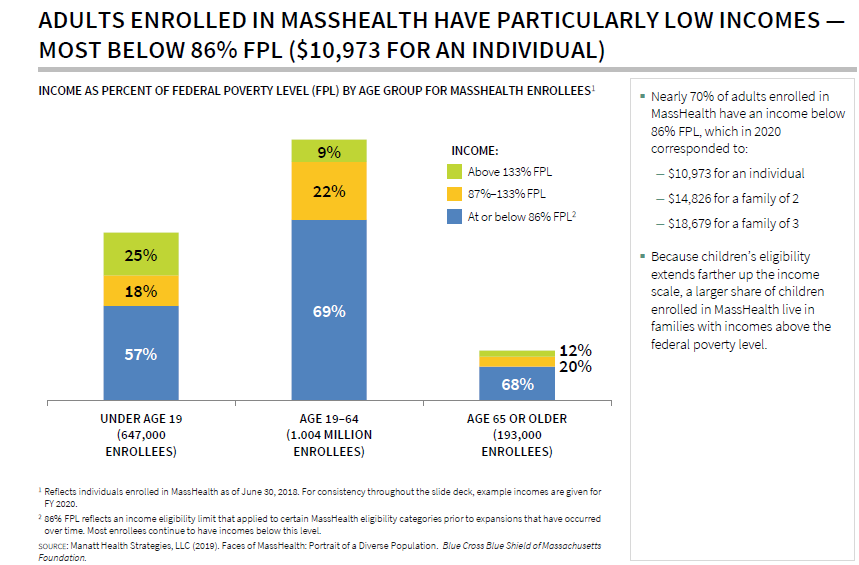 ADULTS ENROLLED IN MASSHEALTH HAVE PARTICULARLY LOW INCOMES —
MOST BELOW 86% FPL ($10,973 FOR AN INDIVIDUAL)
INCOME AS PERCENT OF FEDERAL POVERTY LEVEL (FPL) BY AGE GROUP FOR MASSHEALTH ENROLLEES¹
INCOME:
Above 133% FPL
87%–133% FPL
At or below 86% FPL²
25%
18%
57%
9%
22%
69%
12%
20%
68%
UNDER AGE 19
(647,000
ENROLLEES)
AGE 19–64
(1.004 MILLION
ENROLLEES)
AGE 65 OR OLDER
(193,000
ENROLLEES)
▪ Nearly 70% of adults enrolled in
MassHealth have an income below
86% FPL, which in 2020
corresponded to:
– $10,973 for an individual
– $14,826 for a family of 2
– $18,679 for a family of 3
▪ Because children’s eligibility
extends farther up the income
scale, a larger share of children
enrolled in MassHealth live in
families with incomes above the
federal poverty level.
¹ Reflects individuals enrolled in MassHealth as of June 30, 2018. For consistency throughout the slide deck, example incomes are given for
FY 2020.
² 86% FPL reflects an income eligibility limit that applied to certain MassHealth eligibility categories prior to expansions that have occurred
over time. Most enrollees continue to have incomes below this level.
SOURCE: Manatt Health Strategies, LLC (2019). Faces of MassHealth: Portrait of a Diverse Population. Blue Cross Blue Shield of Massachusetts
Foundation.